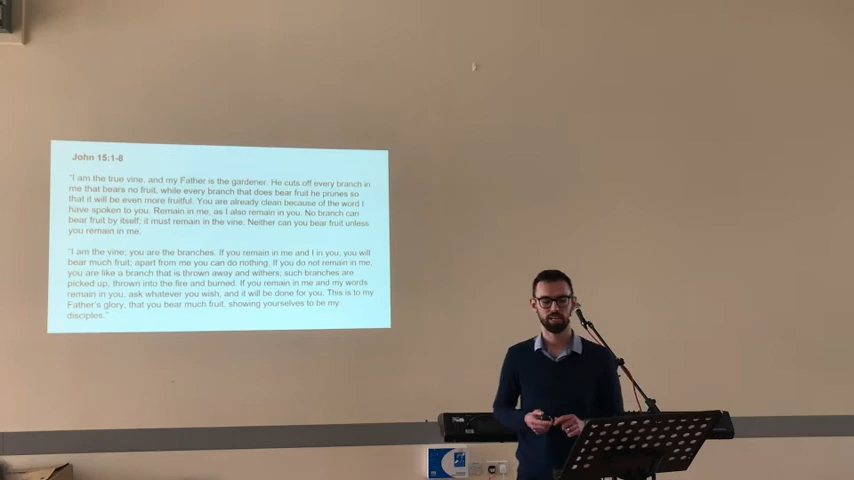 John 15:1-8
"I am the true vine, and my Father is the gardener. He cuts off every branch in
me that bears no fruit, while every branch that does bear fruit he prunes so
that it will be even more fruitful. You are already clean because of the word I
have spoken to you. Remain in me, as I also remain in you. No branch can
bear fruit by itself; it must remain in the vine. Neither can you bear fruit unless
you remain in me.
"I am the vine; you are the branches. If you remain in me and I in you, you will
bear much fruit; apart from me you can do nothing. If you do not remain in me,
you are like a branch that is thrown away and withers; such branches are
picked up, thrown into the fire and burned. If you remain in me and my words
remain in you, ask whatever you wish, and it will be done for you. This is to my
Father's glory, that you bear much fruit, showing yourselves to be my
disciples."